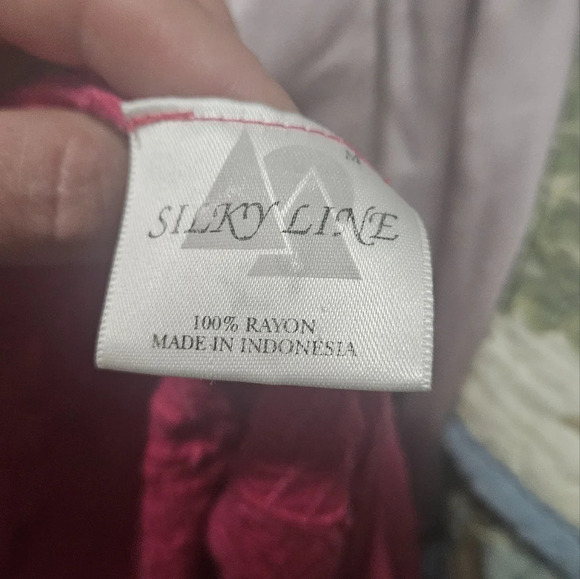 M
SILKY LINE
100% RAYON
MADE IN INDONESIA